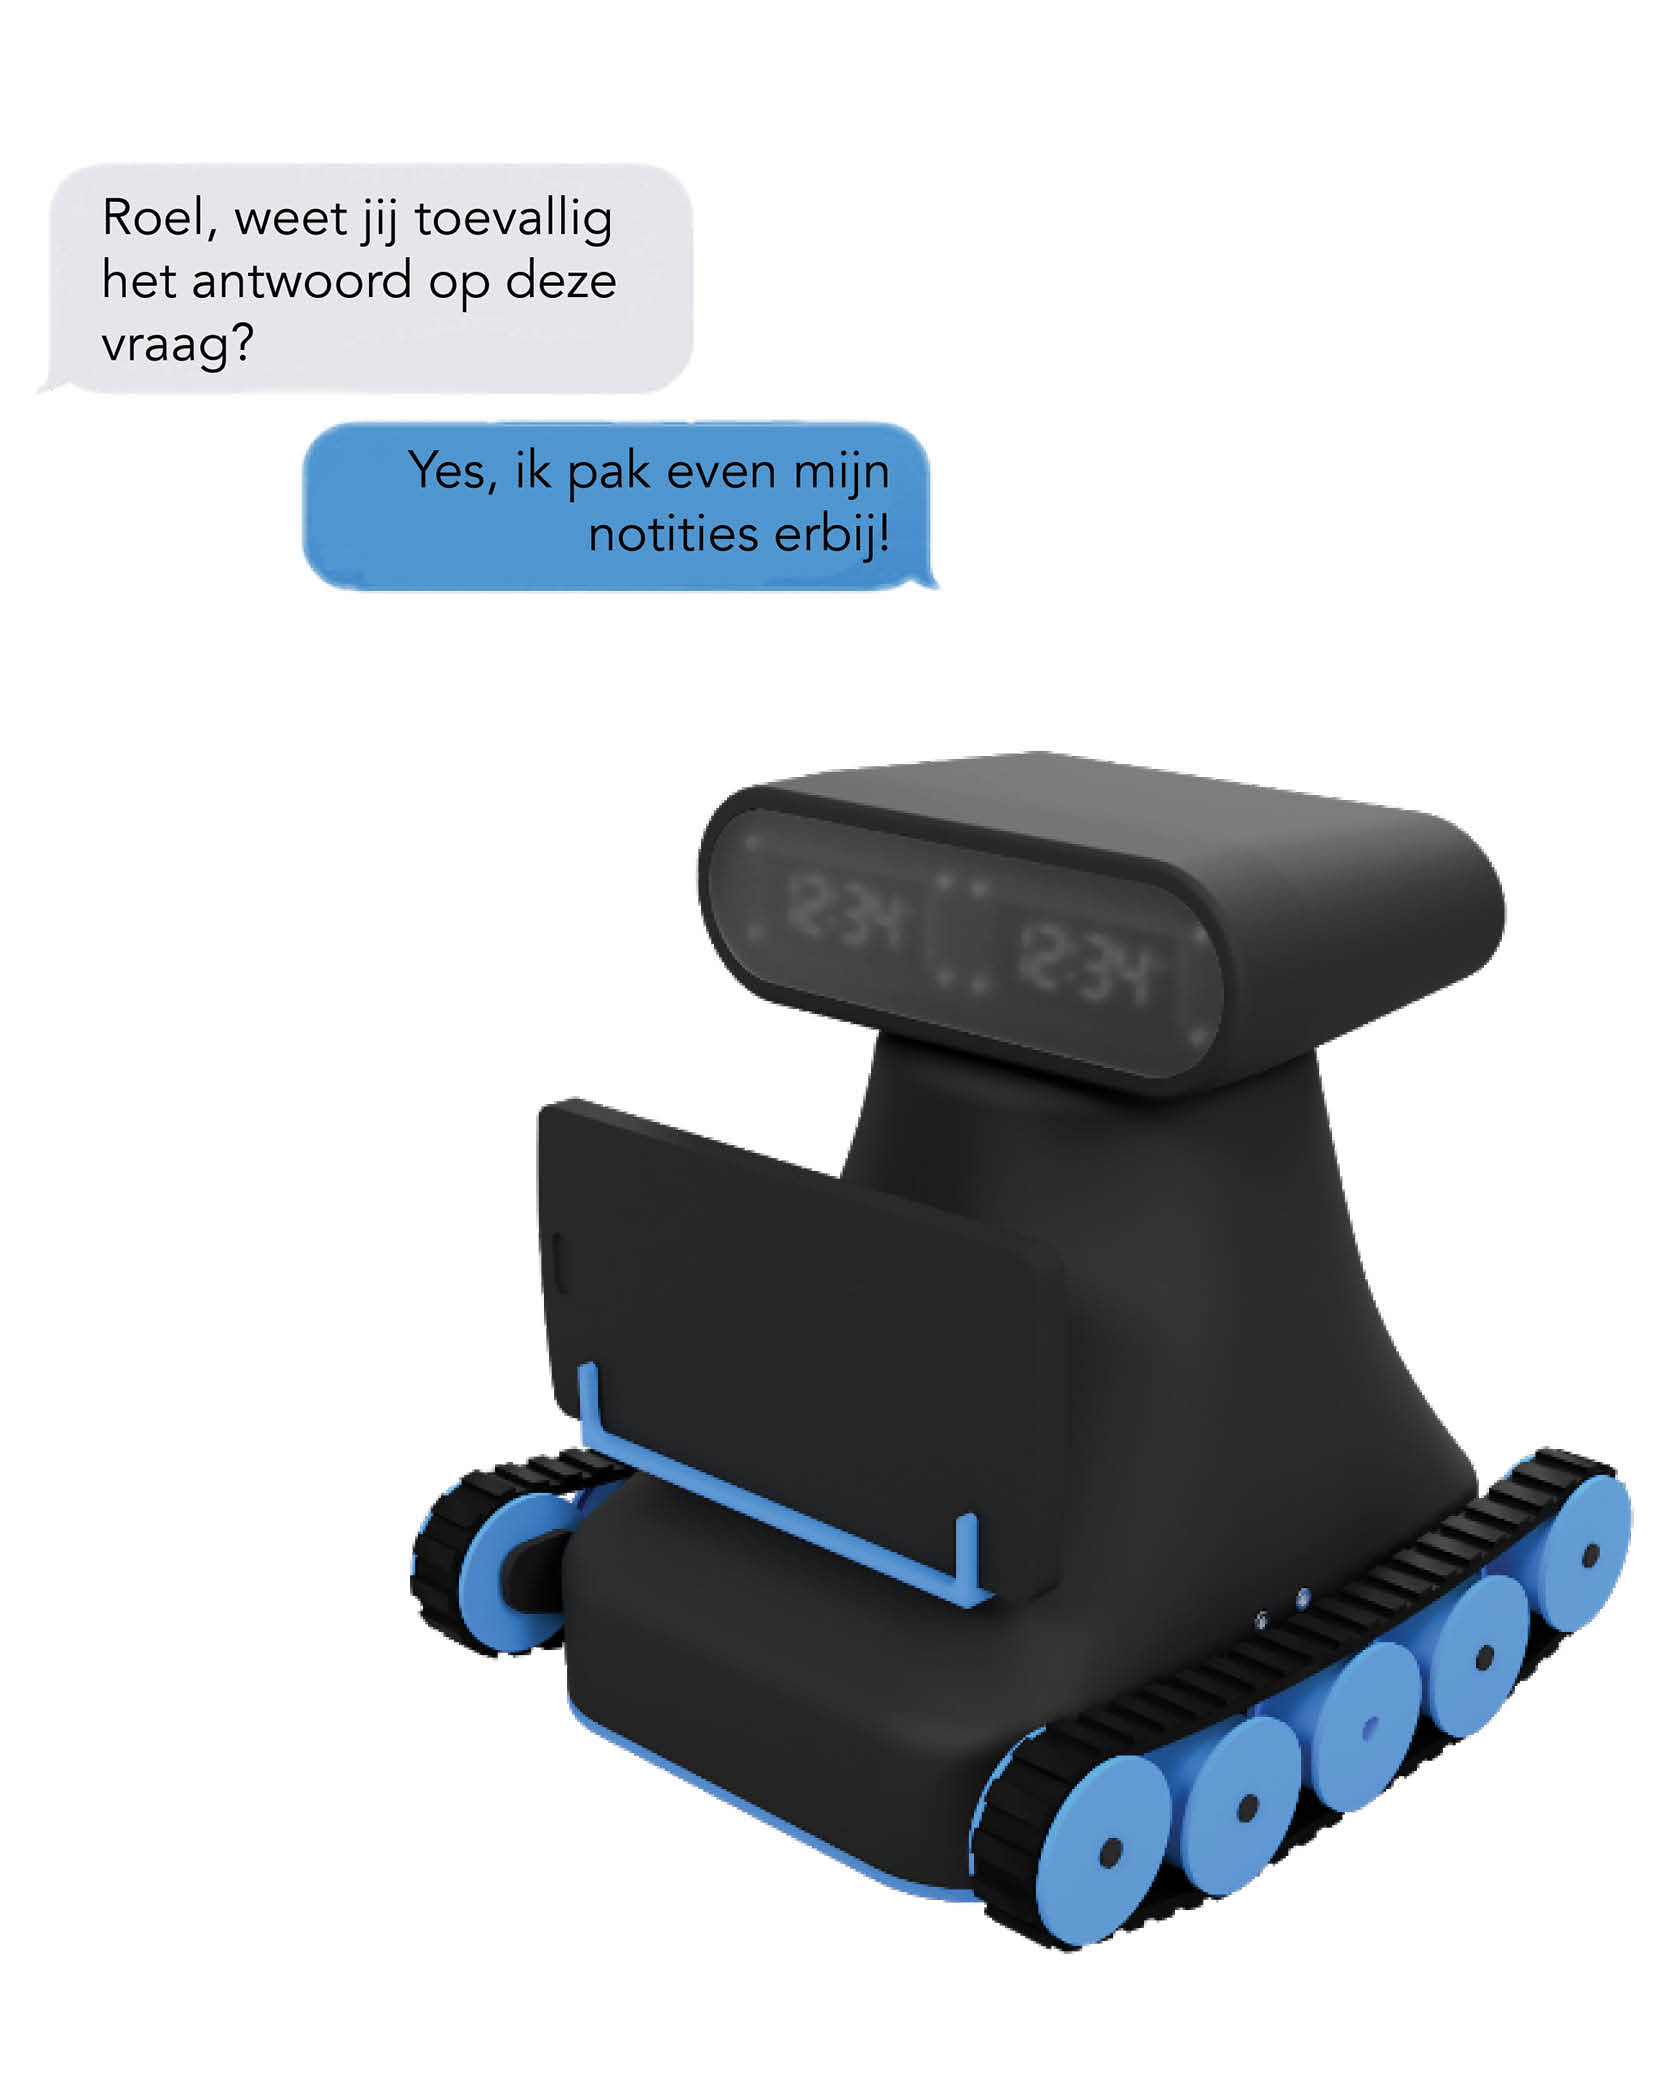 Roel, weet jij toevallig
het antwoord op deze
vraag?
Yes, ik pak even mijn
notities erbij!
12:34 12:34